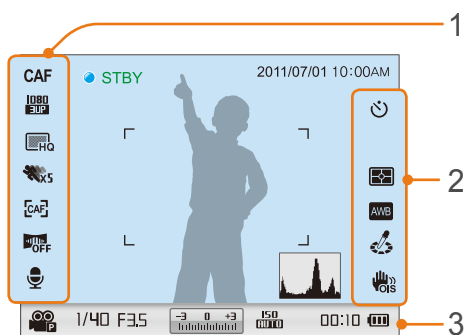 1
CAF
STBY
2011/07/01 10:00AM
1080
30P
HQ
X5
CAF
OFF
2
AWB
OIS
P
1/40 F3.5
-3 0 +3
ISO
AUTO
00:10
3